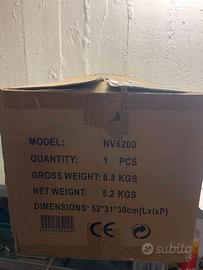 MODEL: NV6200
QUANTITY: 1 PCS
GROSS WEIGHT: 6.8 KGS
NET WEIGHT: 5.2 KGS
DIMENSIONS: 52*31*30cm(LxIxP)
CE
subito